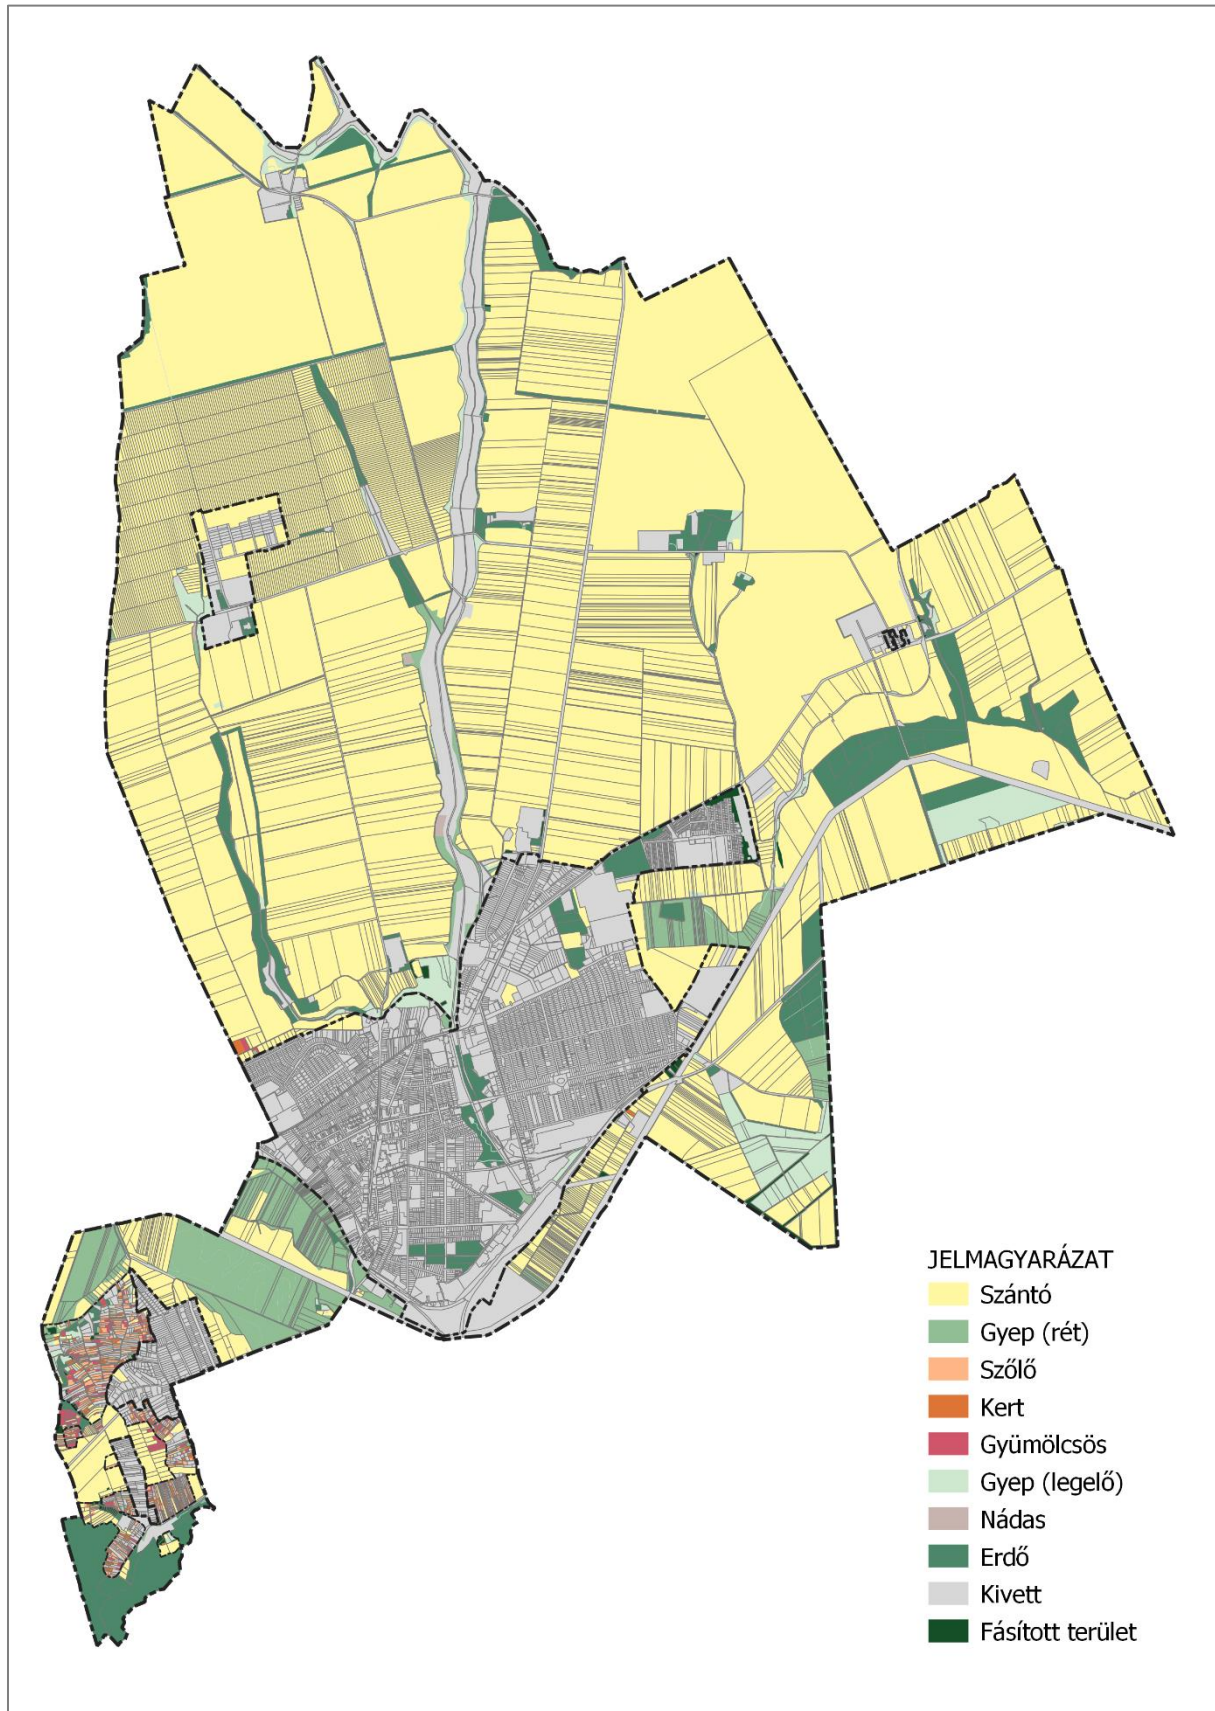 JELMAGYARÁZAT
Szántó
Gyep (rét)
Szőlő
Kert
Gyümölcsös
Gyep (legelő)
Nádas
Erdő
Kivett
Fásított terület